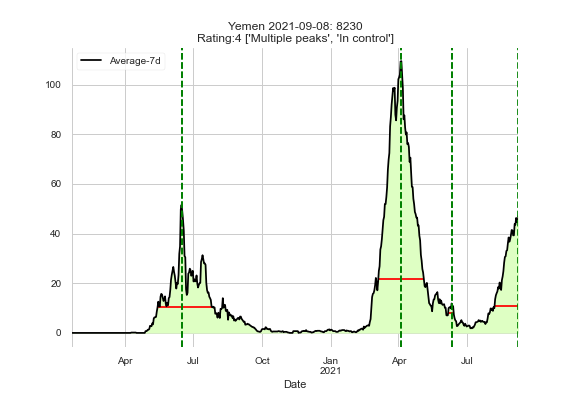 Yemen 2021-09-08: 8230
Rating:4 ['Multiple peaks', 'In control']
Average-7d
100
80
60
40
20
0
Apr Jul Oct Jan Apr Jul
2021
Date